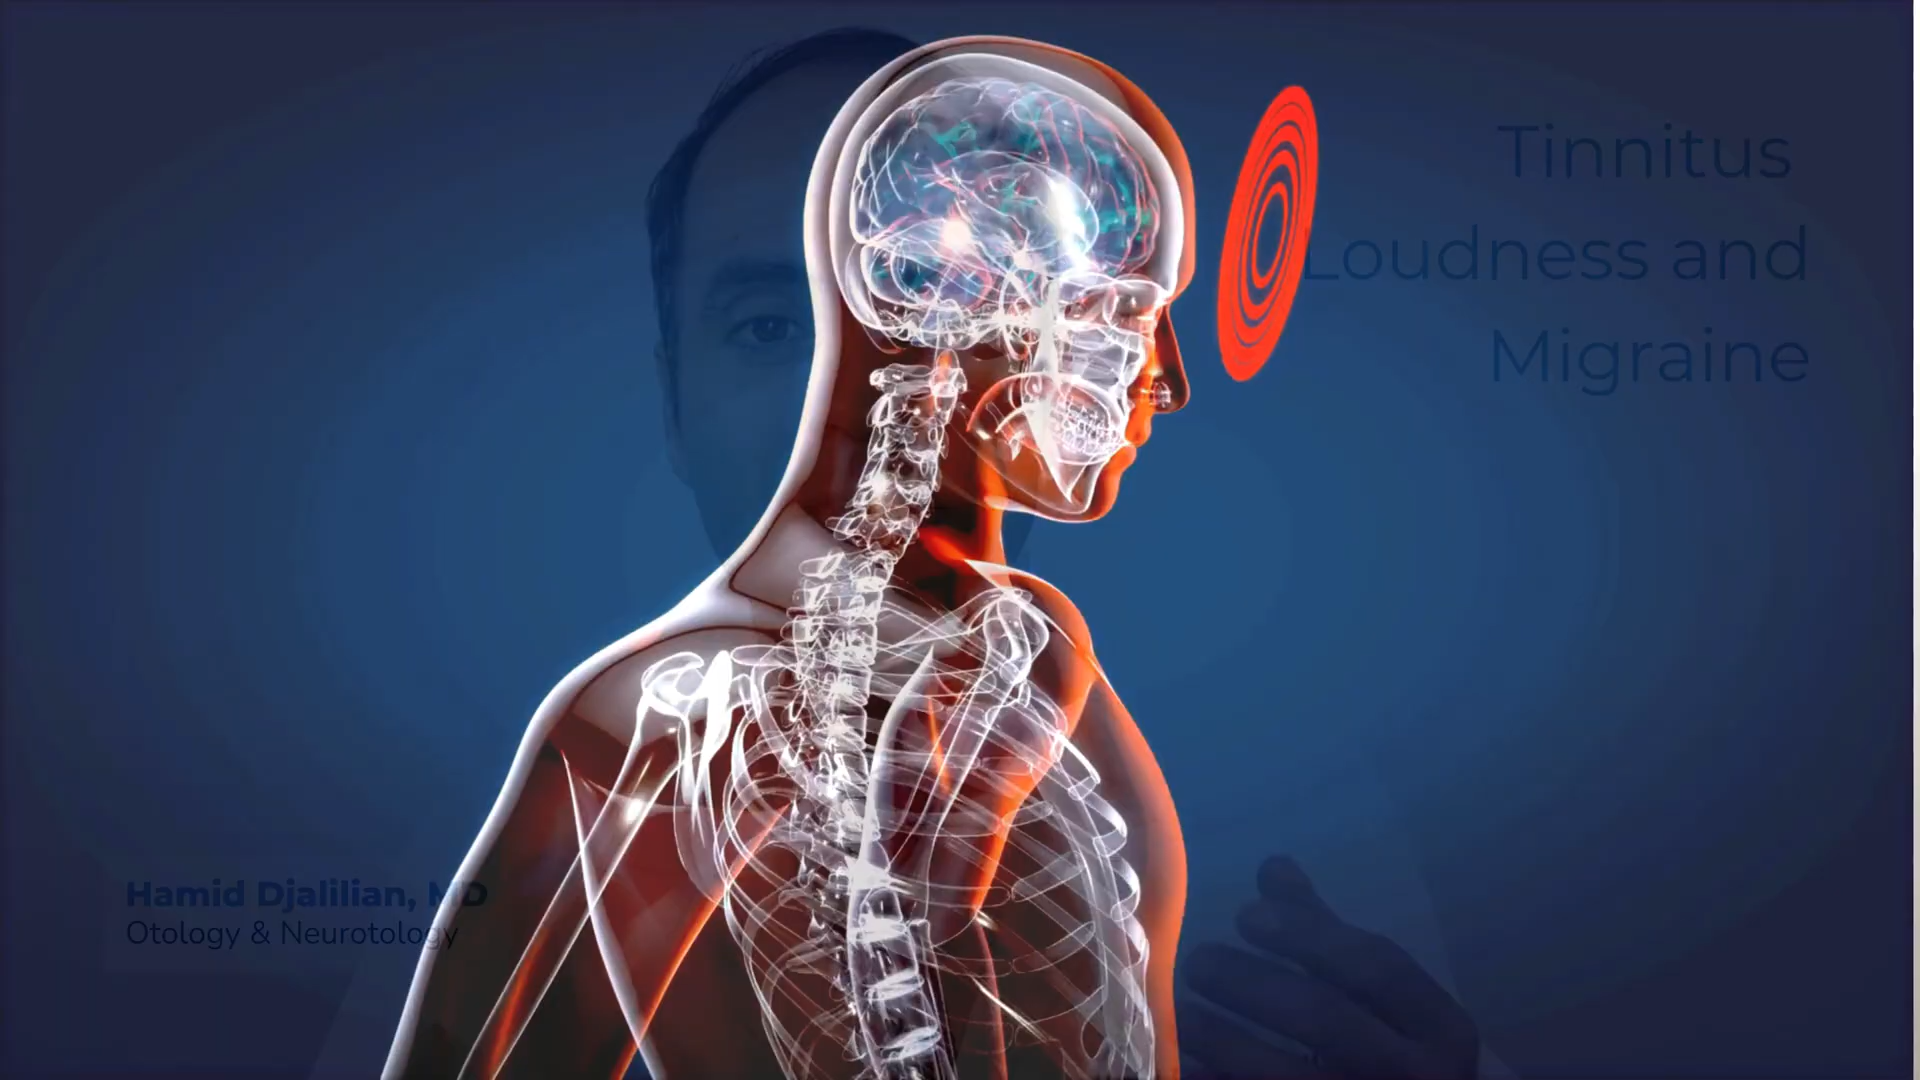 Tinnitus
Loudness and
Migraine
Hamid Djalilian, MD
Otology & Neurotology